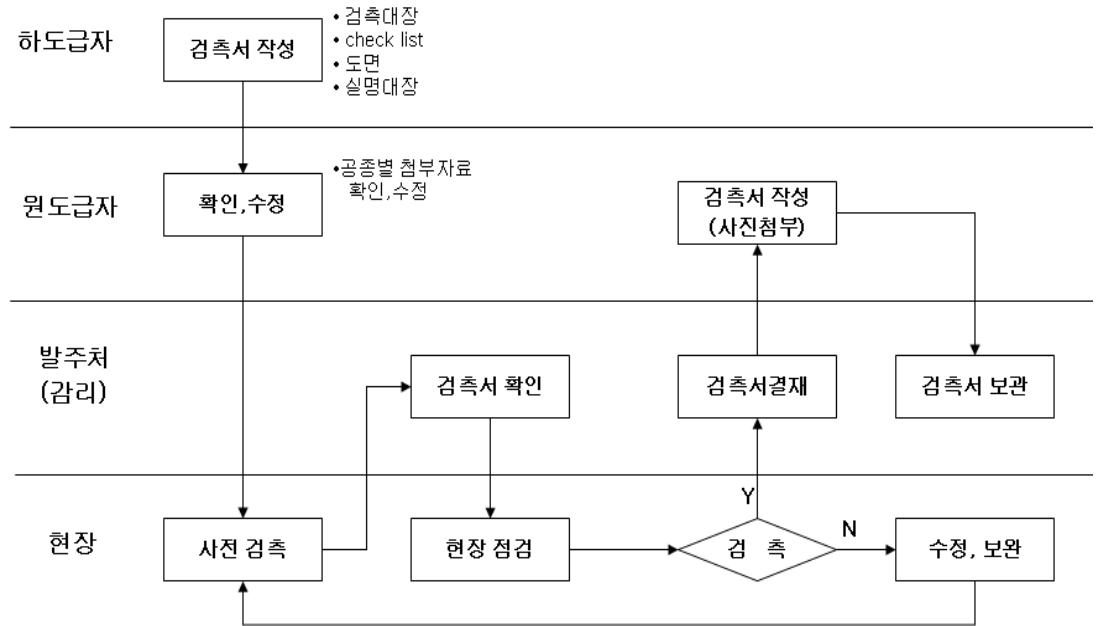 하도급자
검측서 작성
• 검측대장
• check list
• 도면
• 실명대장
원도급자
확인,수정
•공종별 첨부자료
확인,수정
검측서 작성
(사진첨부)
발주처
(감리)
검측서 확인
검측서결재
검측서 보관
현장
사전 검측
현장 점검
Y
검 측
N
수정, 보완